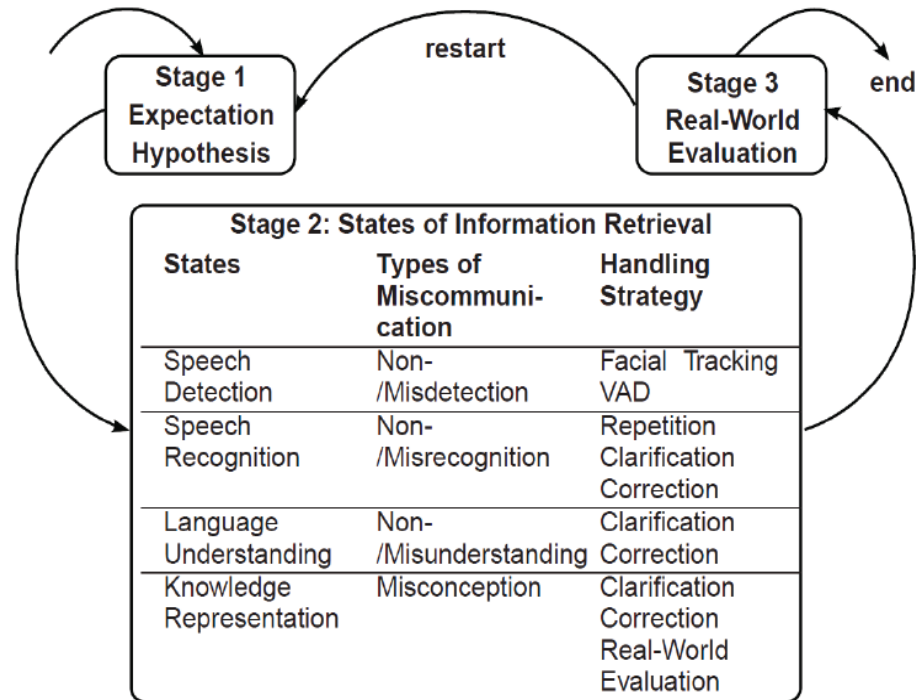 restart
Stage 1
Expectation
Hypothesis
Stage 3
Real-World
Evaluation
end
Stage 2: States of Information Retrieval
States Types of Handling
Miscommuni- Strategy
cation
Speech Non- Facial Tracking
Detection /Misdetection VAD
Speech Non- Repetition
Recognition /Misrecognition Clarification
Correction
Language Non- Clarification
Understanding /Misunderstanding Correction
Knowledge Misconception Clarification
Representation Correction
Real-World
Evaluation